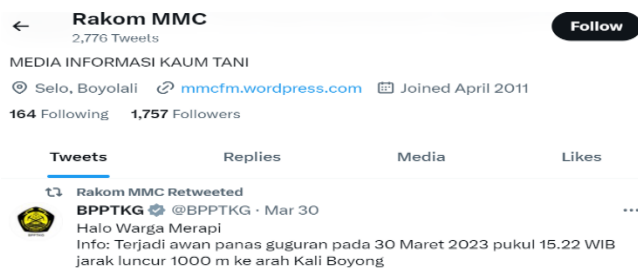 Rakom MMC
2,776 Tweets
Follow
MEDIA INFORMASI KAUM TANI
Selo, Boyolali mmcfm.wordpress.com Joined April 2011
164 Following 1,757 Followers
Tweets Replies Media Likes
Rakom MMC Retweeted
BPPTKG @BPPTKG · Mar 30
Halo Warga Merapi
Info: Terjadi awan panas guguran pada 30 Maret 2023 pukul 15.22 WIB
jarak luncur 1000 m ke arah Kali Boyong